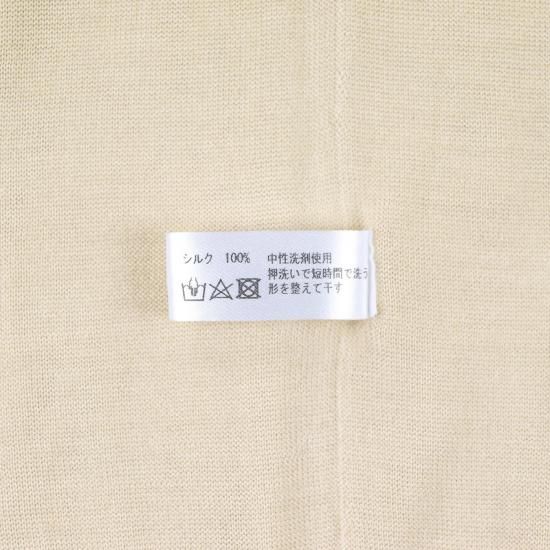 シルク 100%
中性洗剤使用
押洗いで短時間で洗う
形を整えて干す